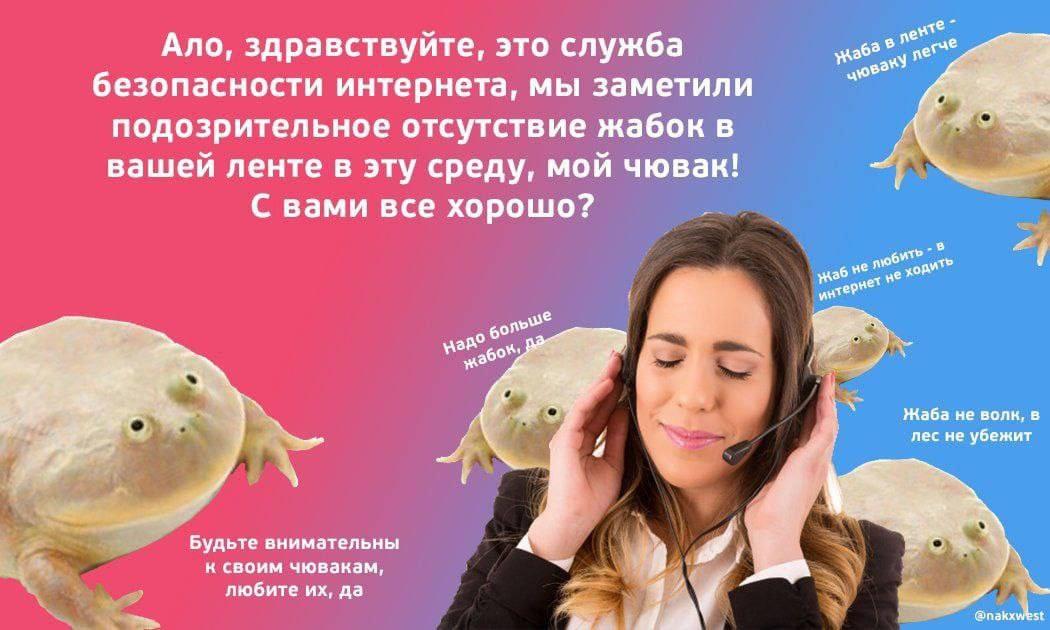 Ало, здравствуйте, это служба
безопасности интернета, мы заметили
подозрительное отсутствие жабок в
вашей ленте в эту среду, мой чювак!
С вами все хорошо?
Жаба в ленте -
чюваку легче
Жаб не любить - в
интернет не ходить
Надо больше
жабок, да
Жаба не волк, в
лес не убежит
Будьте внимательны
к своим чювакам,
любите их, да
@nakxwest